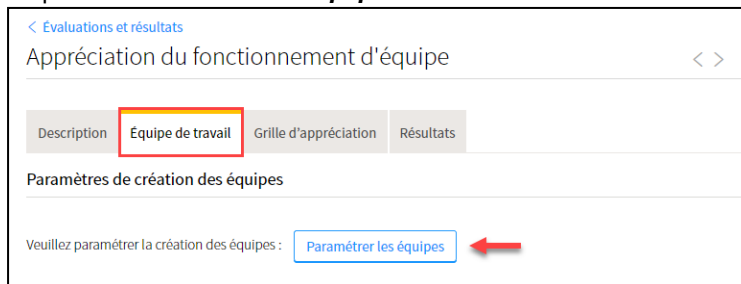 < Évaluations et résultats
Appréciation du fonctionnement d'équipe
< >
Description Équipe de travail Grille d'appréciation Résultats
Paramètres de création des équipes
Veuillez paramétrer la création des équipes : Paramétrer les équipes